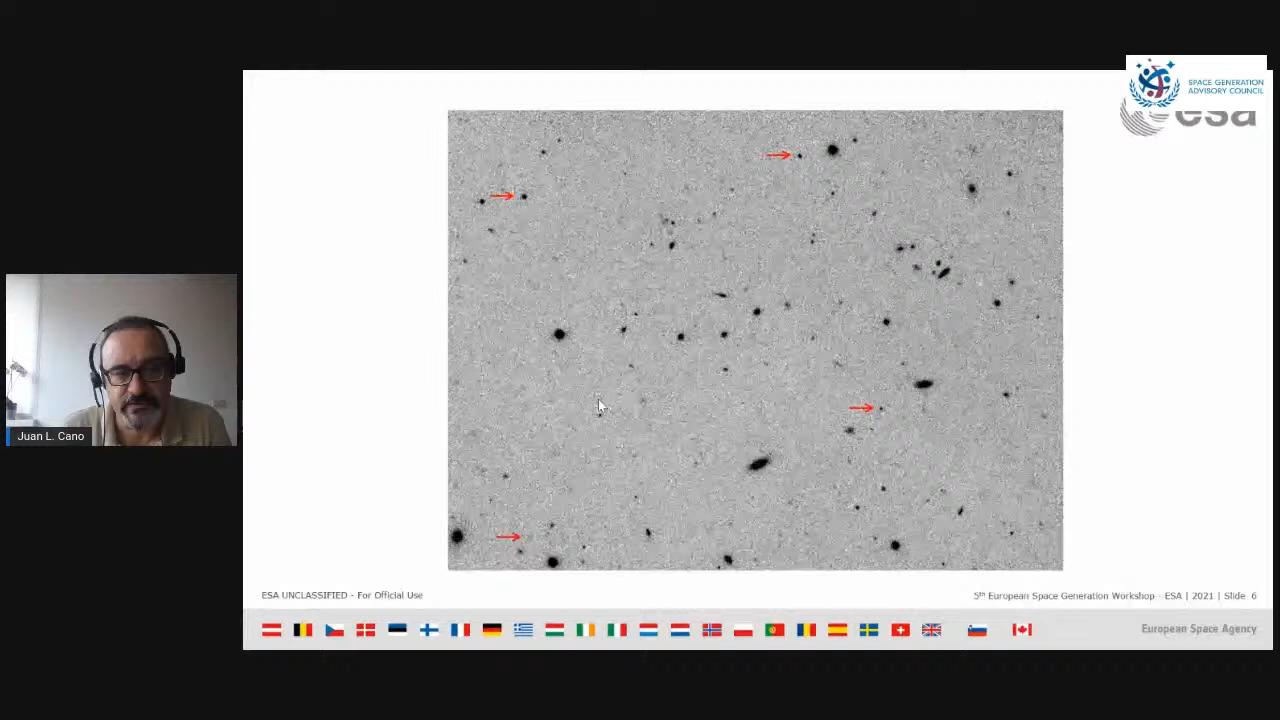 SPACE GENERATION
ADVISORY COUNCIL
esa
Juan L. Cano
ESA UNCLASSIFIED - For Official Use
5th European Space Generation Workshop - ESA | 2021 | Slide 6
European Space Agency